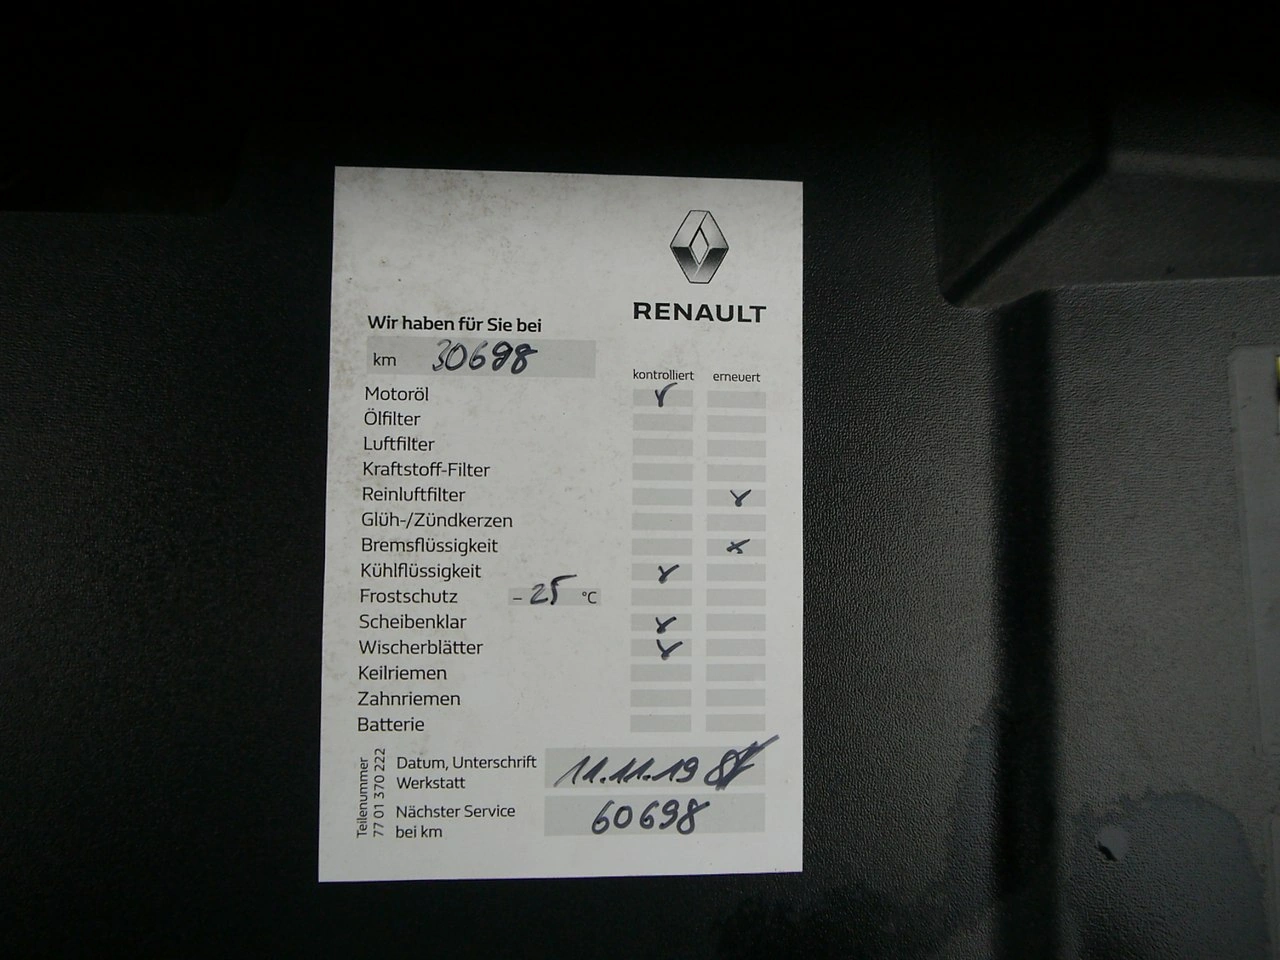 RENAULT
Wir haben für Sie bei
km 30698
kontrolliert erneuert
Motoröl
Ölfilter
Luftfilter
Kraftstoff-Filter
Reinluftfilter
Glüh-/Zündkerzen
Bremsflüssigkeit
Kühlflüssigkeit
Frostschutz -25 °C
Scheibenklar
Wischerblätter
Keilriemen
Zahnriemen
Batterie
Datum, Unterschrift 11.11.19
Werkstatt
Nächster Service 60698
bei km
Teilenummer
77 01 370 222